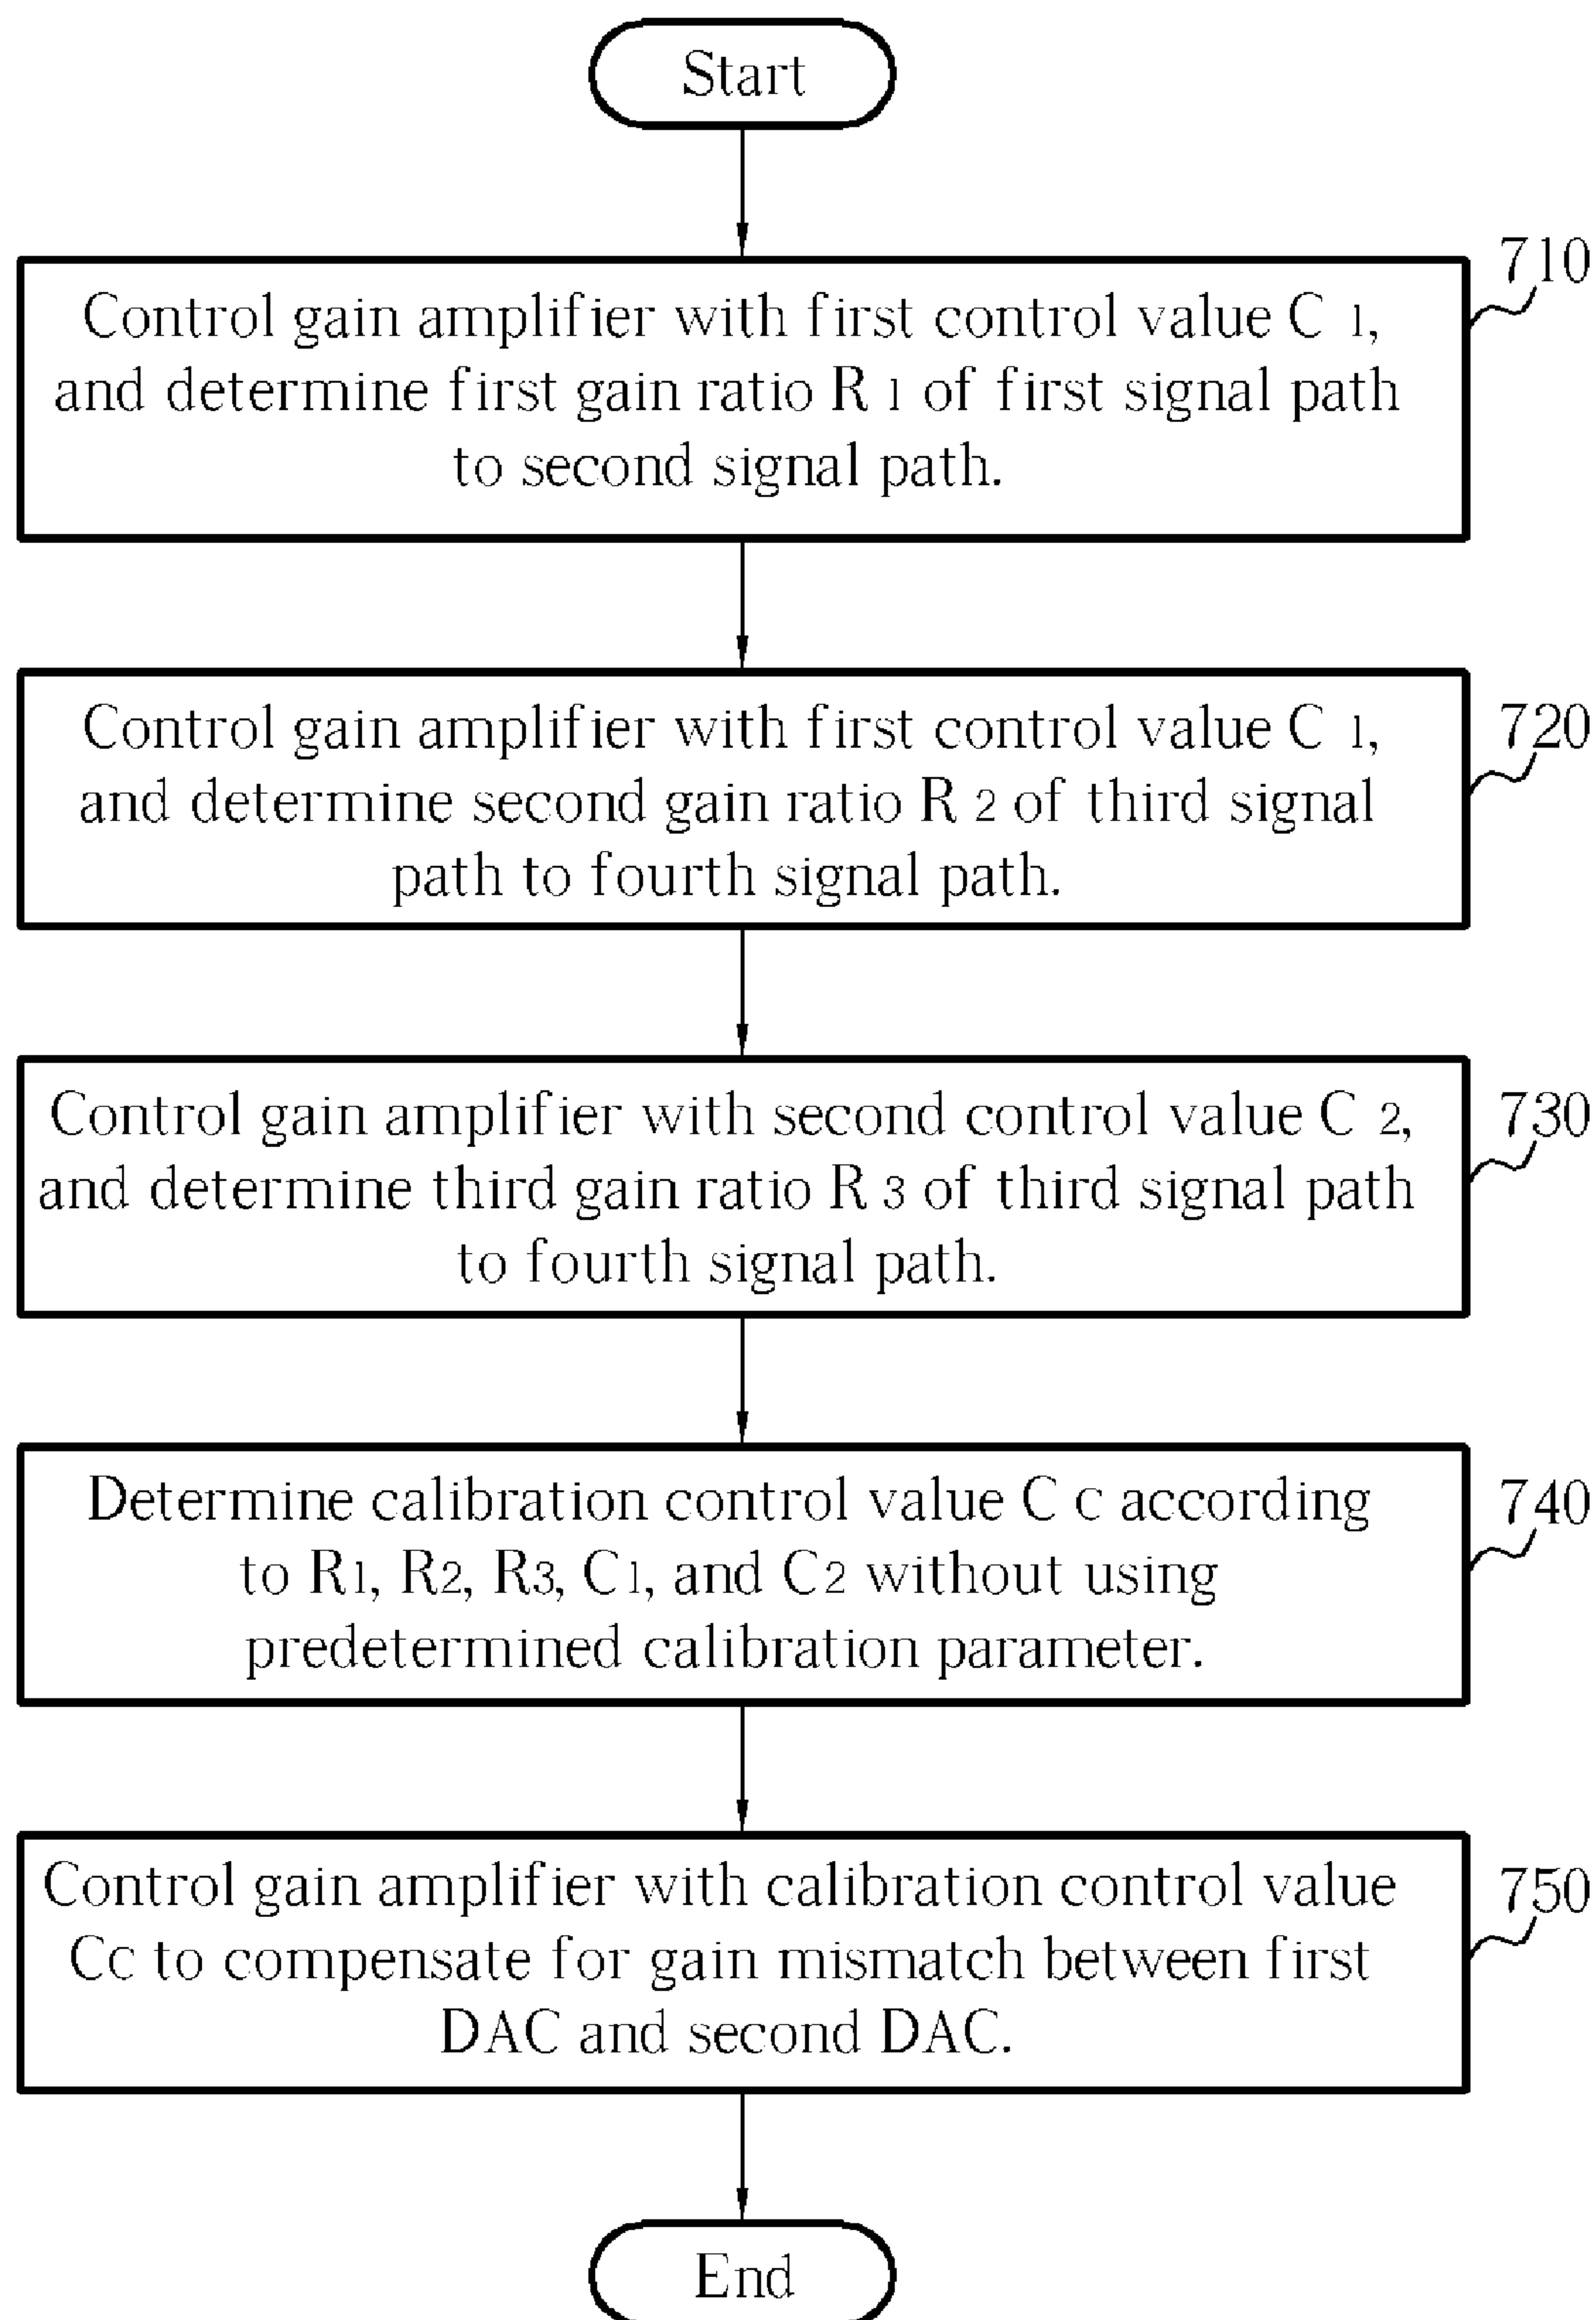 Start
710
Control gain amplifier with first control value C 1,
and determine first gain ratio R 1 of first signal path
to second signal path.
720
Control gain amplifier with first control value C 1,
and determine second gain ratio R 2 of third signal
path to fourth signal path.
730
Control gain amplifier with second control value C 2,
and determine third gain ratio R 3 of third signal path
to fourth signal path.
740
Determine calibration control value C C according
to R1, R2, R3, C1, and C2 without using
predetermined calibration parameter.
750
Control gain amplifier with calibration control value
CC to compensate for gain mismatch between first
DAC and second DAC.
End